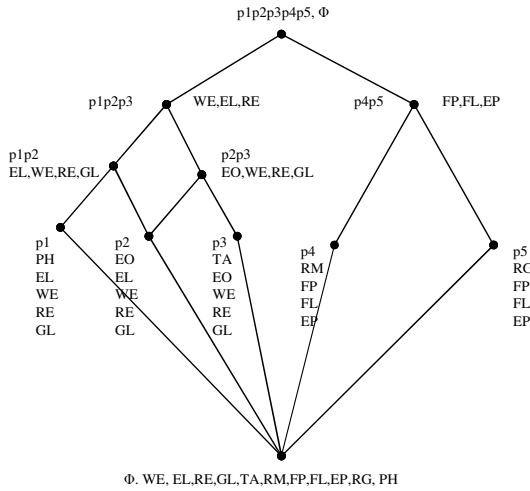 p1p2p3p4p5, Φ
p1p2p3
WE,EL,RE
p4p5
FP,FL,EP
p1p2
EL,WE,RE,GL
p2p3
EO,WE,RE,GL
p1
PH
EL
WE
RE
GL
p2
EO
EL
WE
RE
GL
p3
TA
EO
WE
RE
GL
p4
RM
FP
FL
EP
p5
RG
FP
FL
EP
Φ. WE, EL,RE,GL,TA,RM,FP,FL,EP,RG, PH